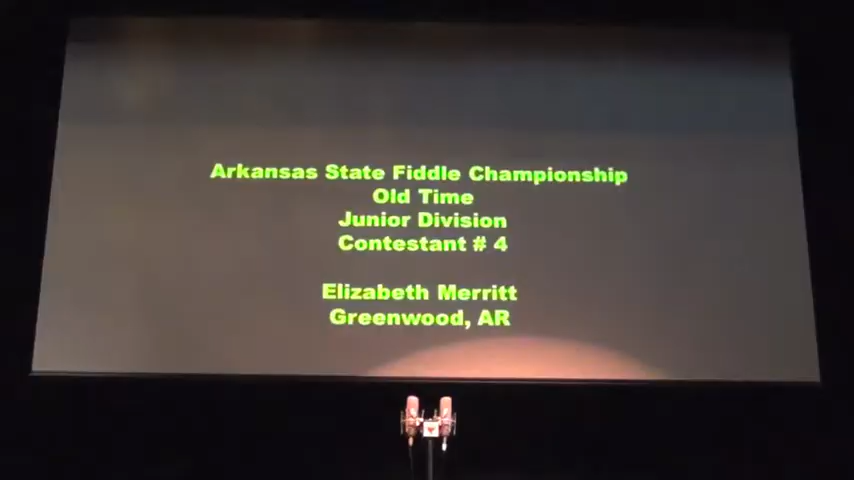 Arkansas State Fiddle Championship
Old Time
Junior Division
Contestant # 4
Elizabeth Merritt
Greenwood, AR